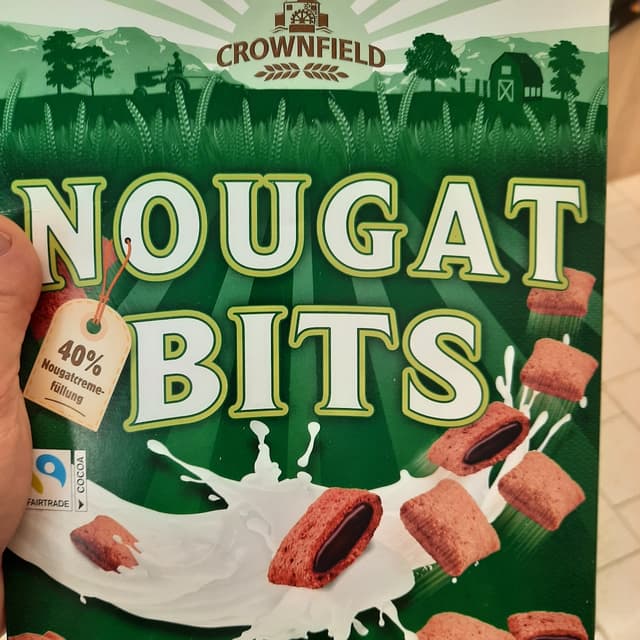 CROWNFIELD
NOUGAT
BITS
40%
Nougatcreme-
füllung
FAIRTRADE
COCOA